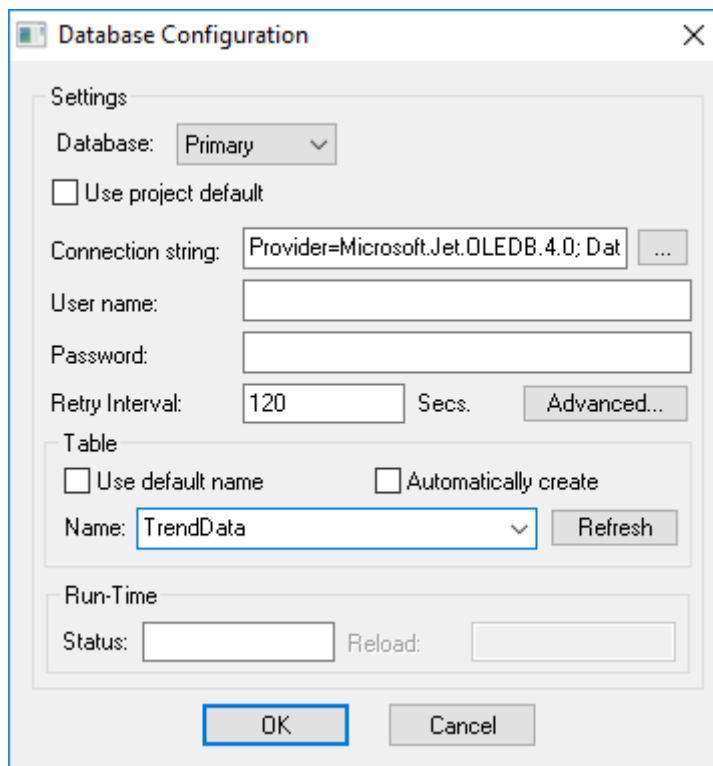 Database Configuration
Settings
Database: Primary
Use project default
Connection string: Provider=Microsoft.Jet.OLEDB.4.0; Dat ...
User name:
Password:
Retry Interval: 120 Secs. Advanced...
Table
Use default name Automatically create
Name: TrendData Refresh
Run-Time
Status: Reload:
OK Cancel